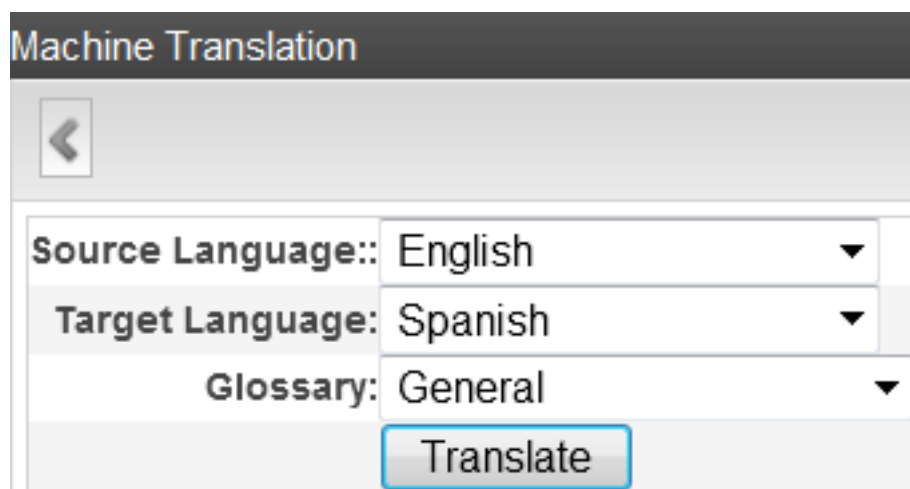 Machine Translation
Source Language:: English
Target Language: Spanish
Glossary: General
Translate